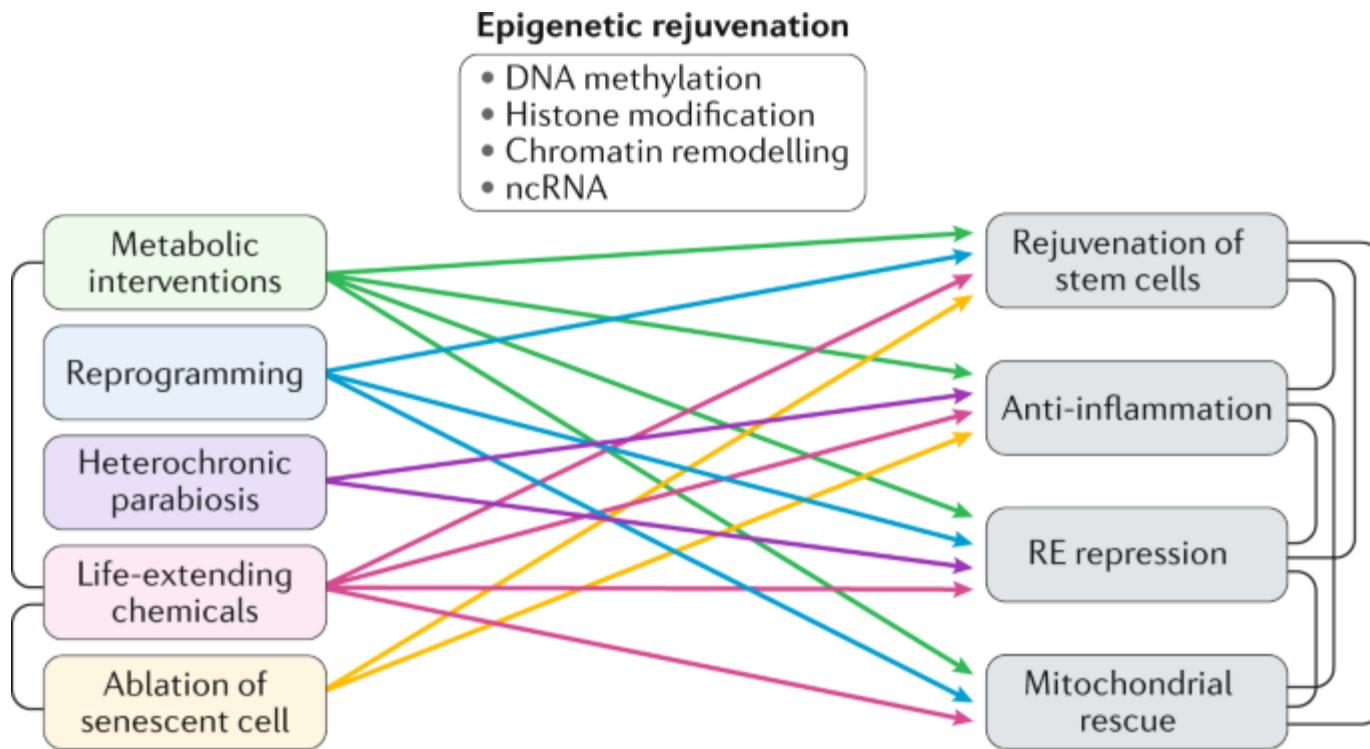 Epigenetic rejuvenation
• DNA methylation
• Histone modification
• Chromatin remodelling
• ncRNA
Metabolic
interventions
Reprogramming
Heterochronic
parabiosis
Life-extending
chemicals
Ablation of
senescent cell
Rejuvenation of
stem cells
Anti-inflammation
RE repression
Mitochondrial
rescue